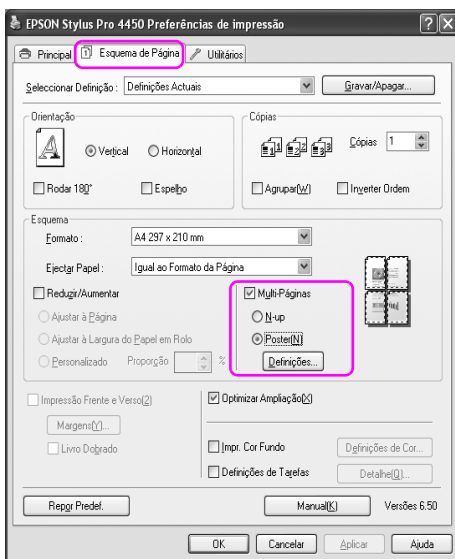 EPSON Stylus Pro 4450 Preferências de impressão
Principal Esquema de Página Utilitários
Seleccionar Definição : Definições Actuais Gravar/Apagar...
Orientação
Vertical Horizontal
Rodar 180° Espelho
Cópias
Cópias 1
Agrupar(W) Inverter Ordem
Esquema
Formato : A4 297 x 210 mm
Ejectar Papel : Igual ao Formato da Página
Reduzir/Aumentar
Ajustar à Página
Ajustar à Largura do Papel em Rolo
Personalizado Proporção %
Multi-Páginas
N-up
Poster(N)
Definições...
Impressão Frente e Verso(2)
Margens(Y)...
Livro Dobrado
Optimizar Ampliação(X)
Impr. Cor Fundo Definições de Cor...
Definições de Tarefas Detalhe(Q)...
Repor Predef. Manual(K) Versões 6.50
OK Cancelar Aplicar Ajuda